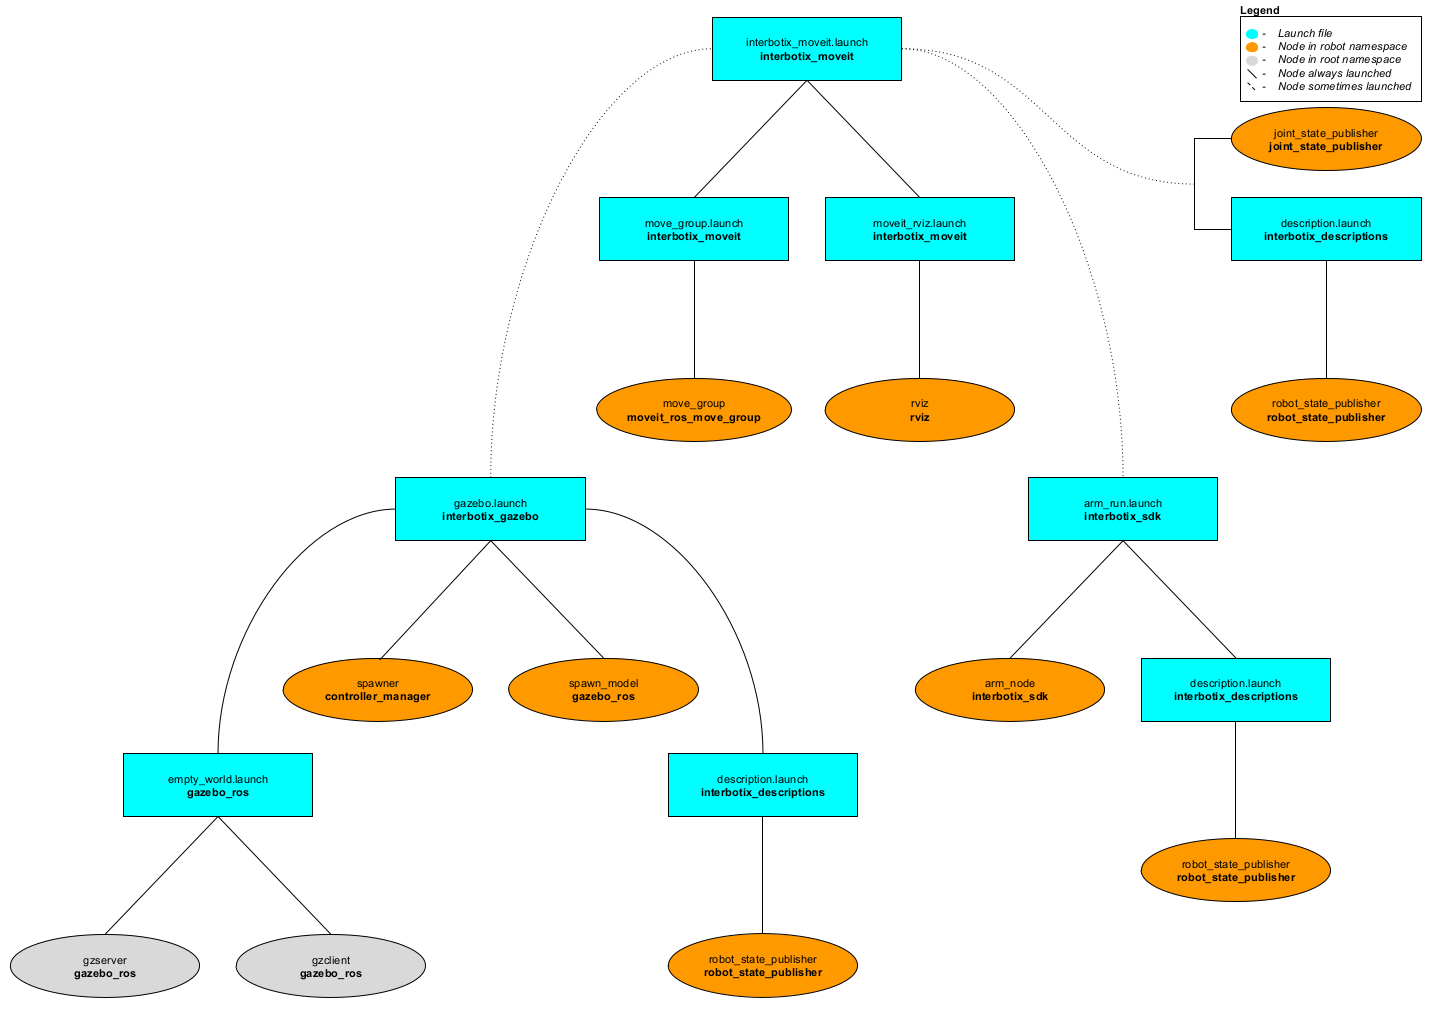 Legend
- Launch file
- Node in robot namespace
- Node in root namespace
- Node always launched
- Node sometimes launched
interbotix_moveit.launch
interbotix_moveit
joint_state_publisher
joint_state_publisher
move_group.launch
interbotix_moveit
moveit_rviz.launch
interbotix_moveit
description.launch
interbotix_descriptions
move_group
moveit_ros_move_group
rviz
rviz
robot_state_publisher
robot_state_publisher
gazebo.launch
interbotix_gazebo
arm_run.launch
interbotix_sdk
spawner
controller_manager
spawn_model
gazebo_ros
arm_node
interbotix_sdk
description.launch
interbotix_descriptions
empty_world.launch
gazebo_ros
description.launch
interbotix_descriptions
robot_state_publisher
robot_state_publisher
gzserver
gazebo_ros
gzclient
gazebo_ros
robot_state_publisher
robot_state_publisher